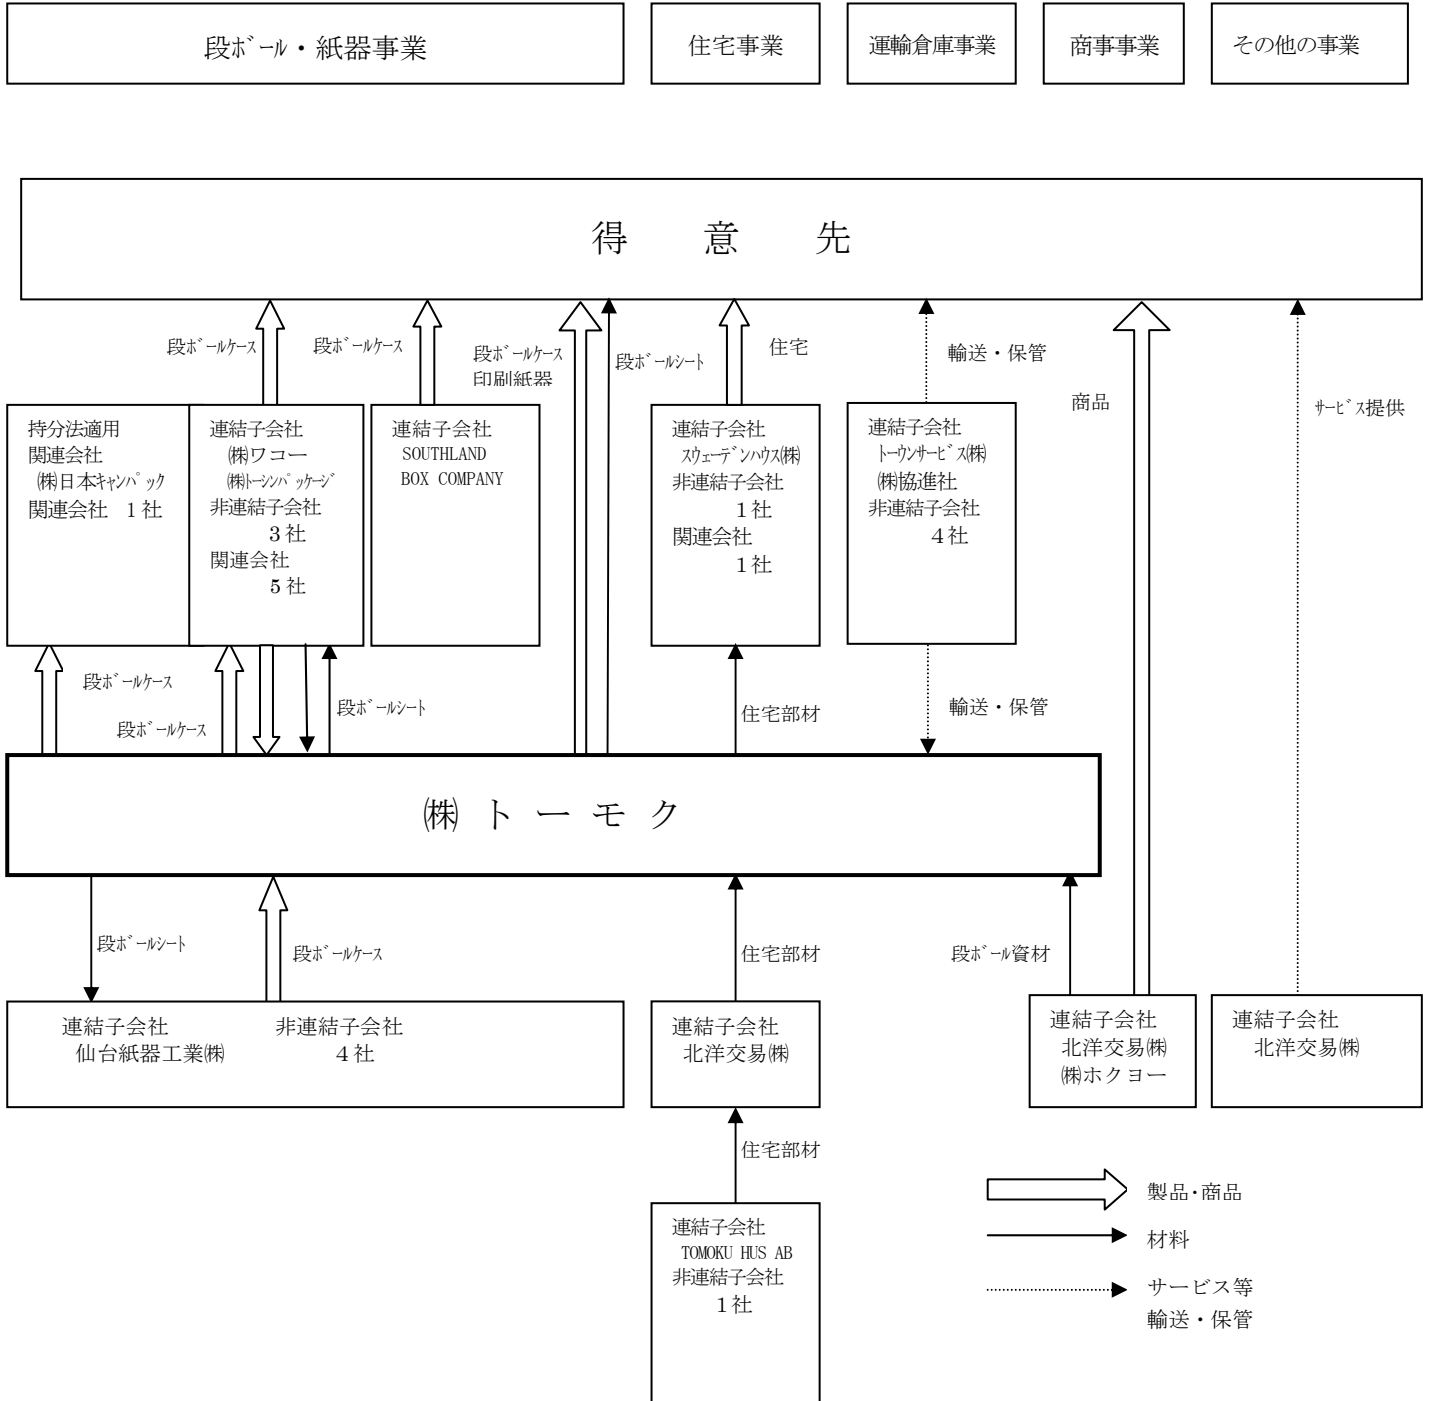 段ボール・紙器事業
住宅事業
運輸倉庫事業
商事事業
その他の事業
得　意　先
段ボールケース
段ボールケース
段ボールケース
印刷紙器
段ボールシート
住宅
輸送・保管
商品
サービス提供
持分法適用
関連会社
㈱日本キャンパック
関連会社　１社
連結子会社
㈱ワコー
㈱トーシンパッケージ
非連結子会社
３社
関連会社
５社
連結子会社
SOUTHLAND
BOX COMPANY
連結子会社
スウェーデンハウス㈱
非連結子会社
１社
関連会社
１社
連結子会社
トーウンサービス㈱
㈱協進社
非連結子会社
４社
段ボールケース
段ボールケース
段ボールシート
住宅部材
輸送・保管
㈱トーモク
段ボールシート
段ボールケース
住宅部材
段ボール資材
連結子会社
仙台紙器工業㈱
非連結子会社
４社
連結子会社
北洋交易㈱
連結子会社
北洋交易㈱
㈱ホクヨー
連結子会社
北洋交易㈱
住宅部材
連結子会社
TOMOKU HUS AB
非連結子会社
１社
製品・商品
材料
サービス等
輸送・保管